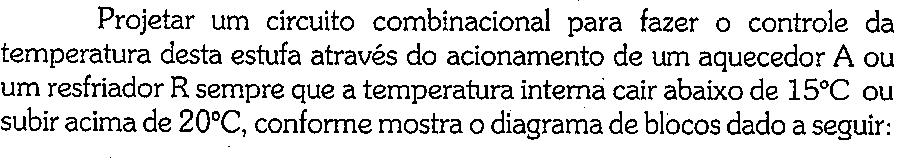 Projetar um circuito combinacional para fazer o controle da
temperatura desta estufa através do acionamento de um aquecedor A ou
um resfriador R sempre que a temperatura interna cair abaixo de 15ºC ou
subir acima de 20ºC, conforme mostra o diagrama de blocos dado a seguir: